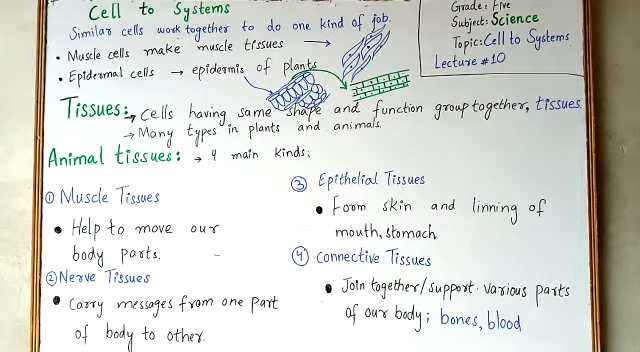 Cell to Systems
Similar cells work together to do one kind of job.
• Muscle cells make muscle tissues →
• Epidermal cells → epidermis of plants
Grade: Five
Subject: Science
Topic: Cell to Systems
Lecture #10
Tissues: → Cells having same shape and function group together, tissues.
→ Many types in plants and animals.
Animal tissues: → 4 main kinds:
① Muscle Tissues
• Help to move our
body parts.
② Nerve Tissues
• Carry messages from one part
of body to other.
③ Epithelial Tissues
• Form skin and linning of
mouth, stomach
④ Connective Tissues
• Join together/support various parts
of our body; bones, blood